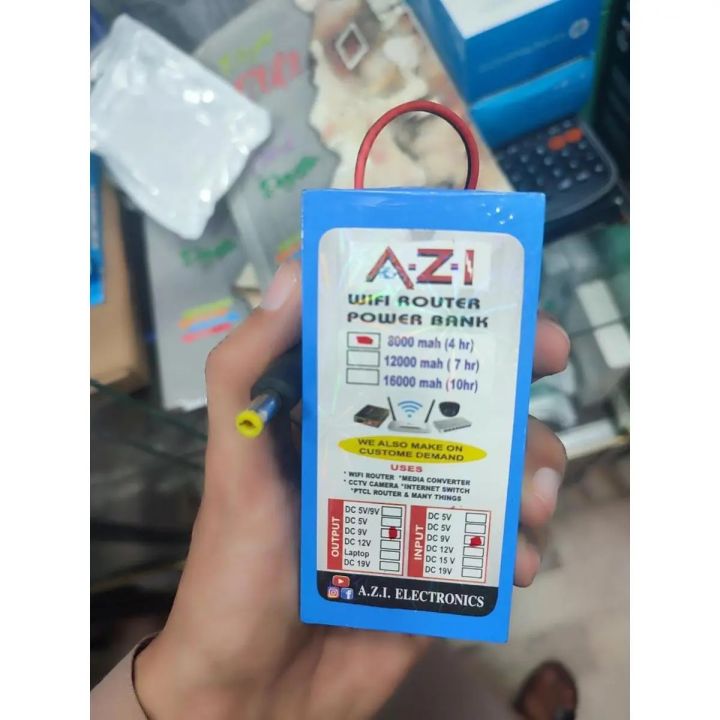 A-Z-I
WIFI ROUTER
POWER BANK
8000 mah (4 hr)
12000 mah ( 7 hr)
16000 mah (10hr)
WE ALSO MAKE ON
CUSTOME DEMAND
USES
* WIFI ROUTER *MEDIA CONVERTER
* CCTV CAMERA *INTERNET SWITCH
*PTCL ROUTER & MANY THINGS
OUTPUT
DC 5V/9V
DC 5V
DC 9V
DC 12V
Laptop
DC 19V
INPUT
DC 5V
DC 5V
DC 9V
DC 12V
DC 15 V
DC 19V
A.Z.I. ELECTRONICS